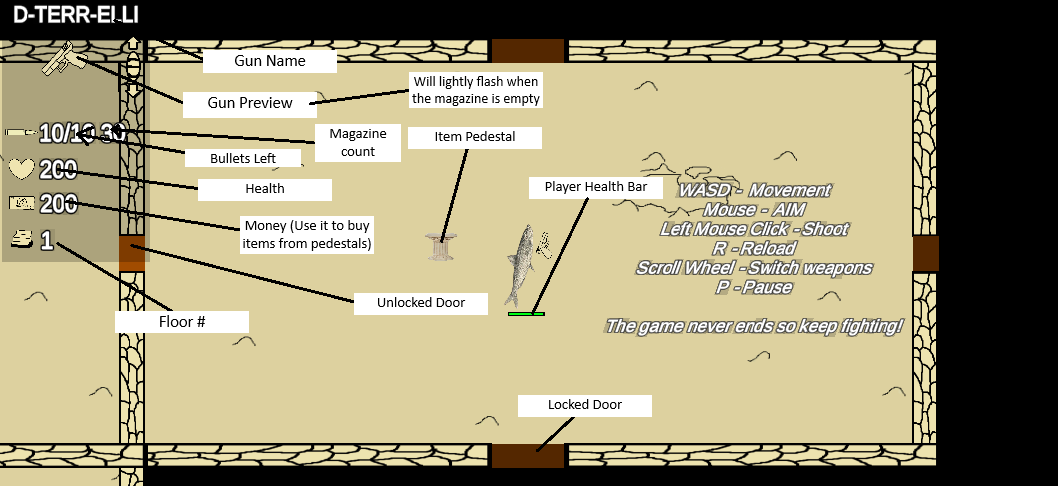 D-TERR-ELLI
Gun Name
Gun Preview
Will lightly flash when
the magazine is empty
10/10 30
Magazine
count
Item Pedestal
Bullets Left
200
Health
Player Health Bar
WASD - Movement
Mouse - AIM
Left Mouse Click - Shoot
R - Reload
Scroll Wheel - Switch weapons
P - Pause
200
Money (Use it to buy
items from pedestals)
1
Unlocked Door
Floor #
The game never ends so keep fighting!
Locked Door